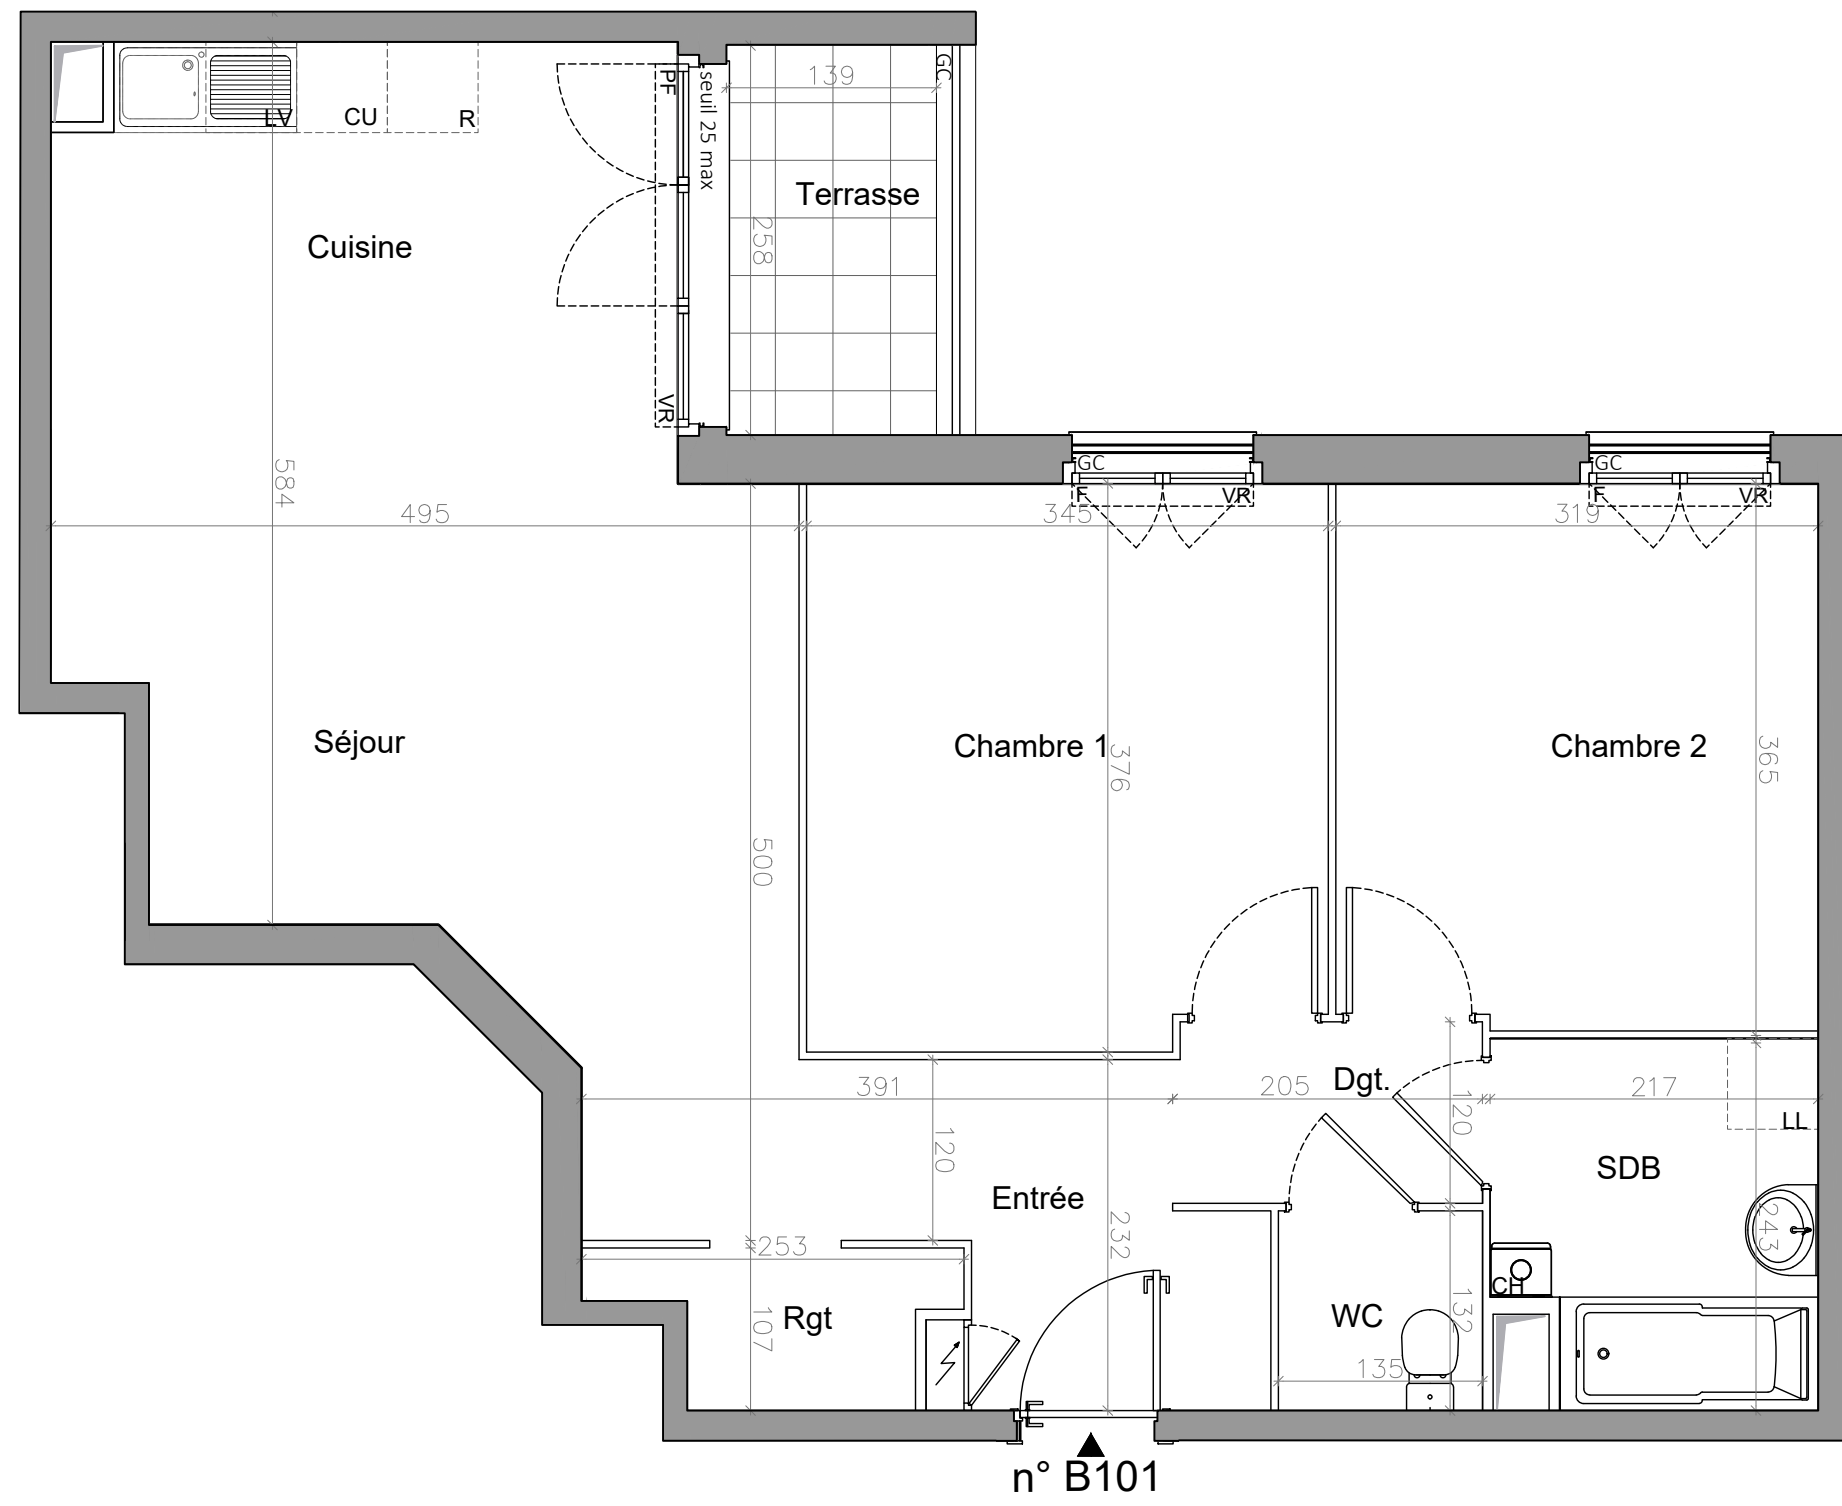 GC
139
PF
seuil 25 max
LV
CU
R
Terrasse
258
Cuisine
VR
GC
GC
F
VR
F
VR
584
495
345
319
Séjour
Chambre 1
376
Chambre 2
365
500
391
205
Dgt.
217
120
LL
120
SDB
Entrée
232
243
253
CH
107
Rgt
132
WC
135
n° B101